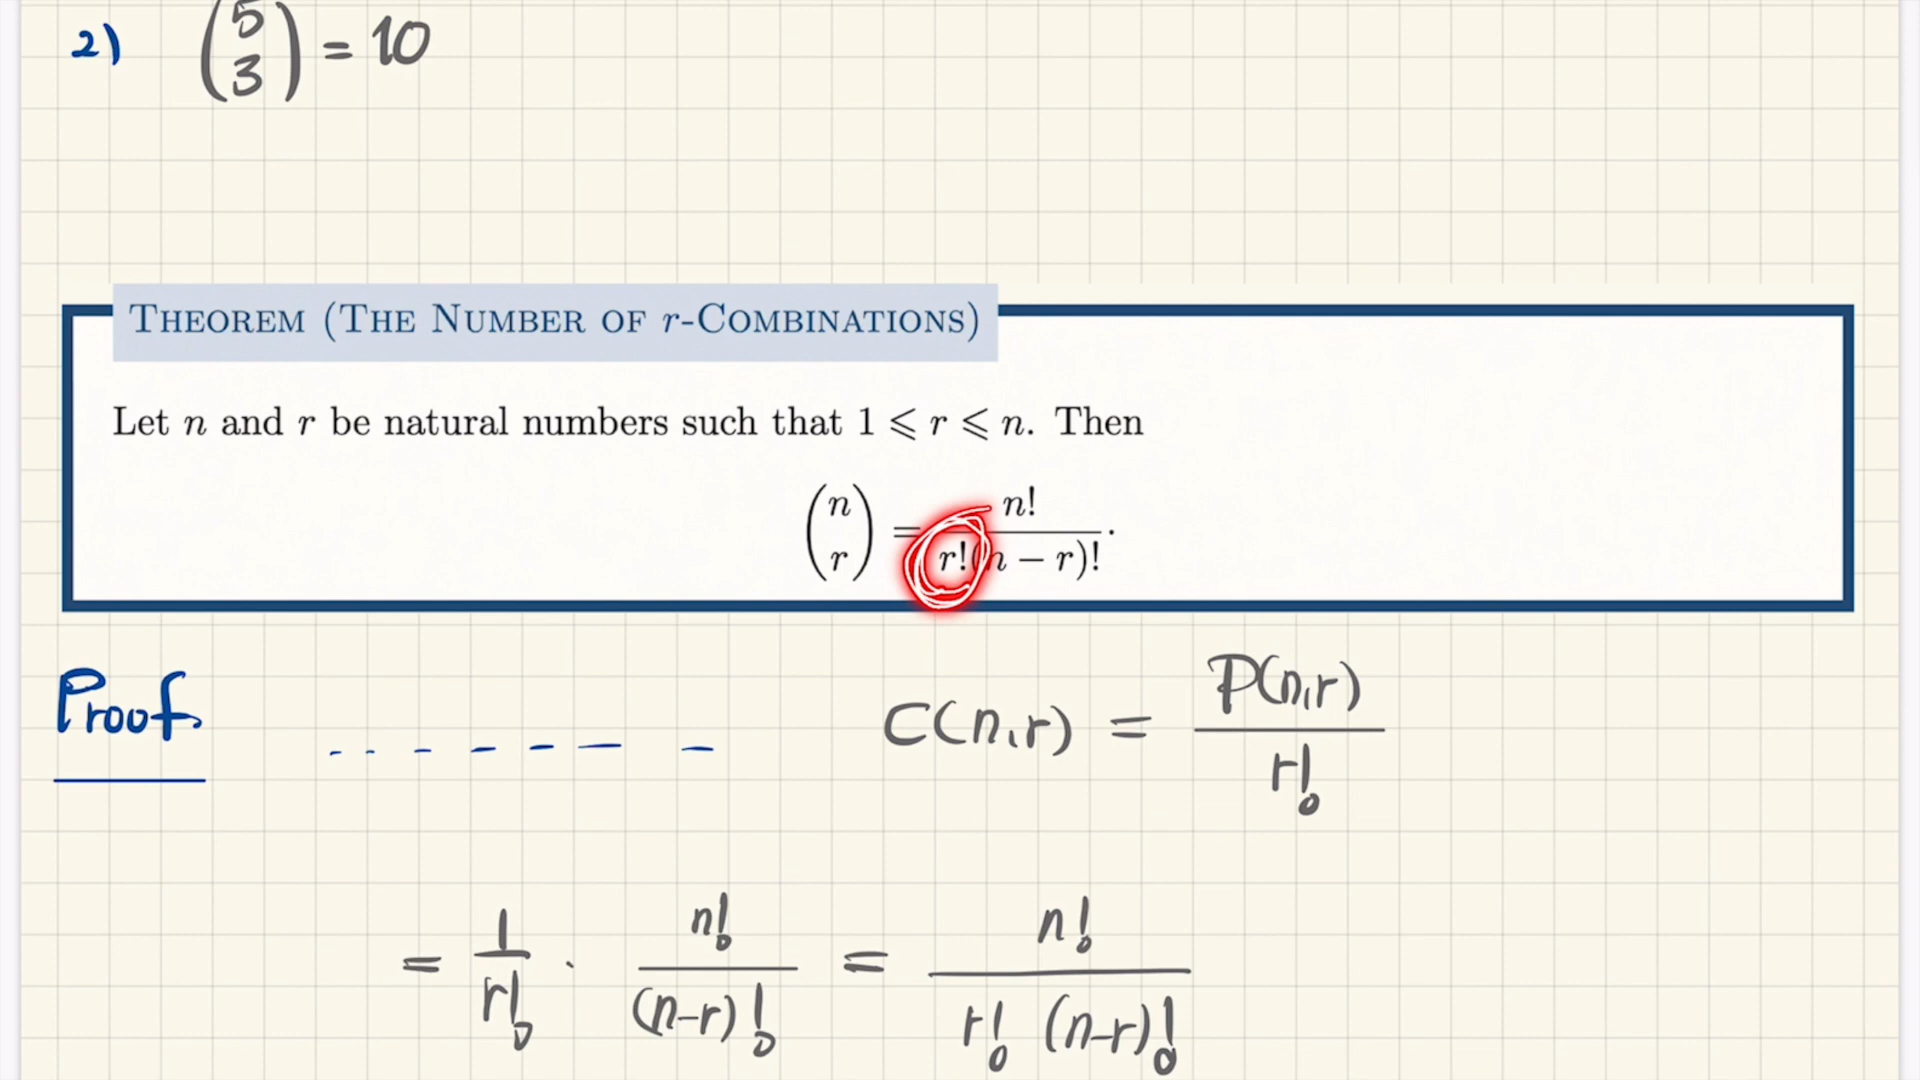 2) (5 3) = 10
THEOREM (THE NUMBER OF r-COMBINATIONS)
Let n and r be natural numbers such that 1 ⩽ r ⩽ n. Then
(n r) = n! / r!(n − r)! .
Proof. - - - - - - - C(n,r) = P(n,r) / r!
= 1/r! · n!/(n-r)! = n! / r! (n-r)!